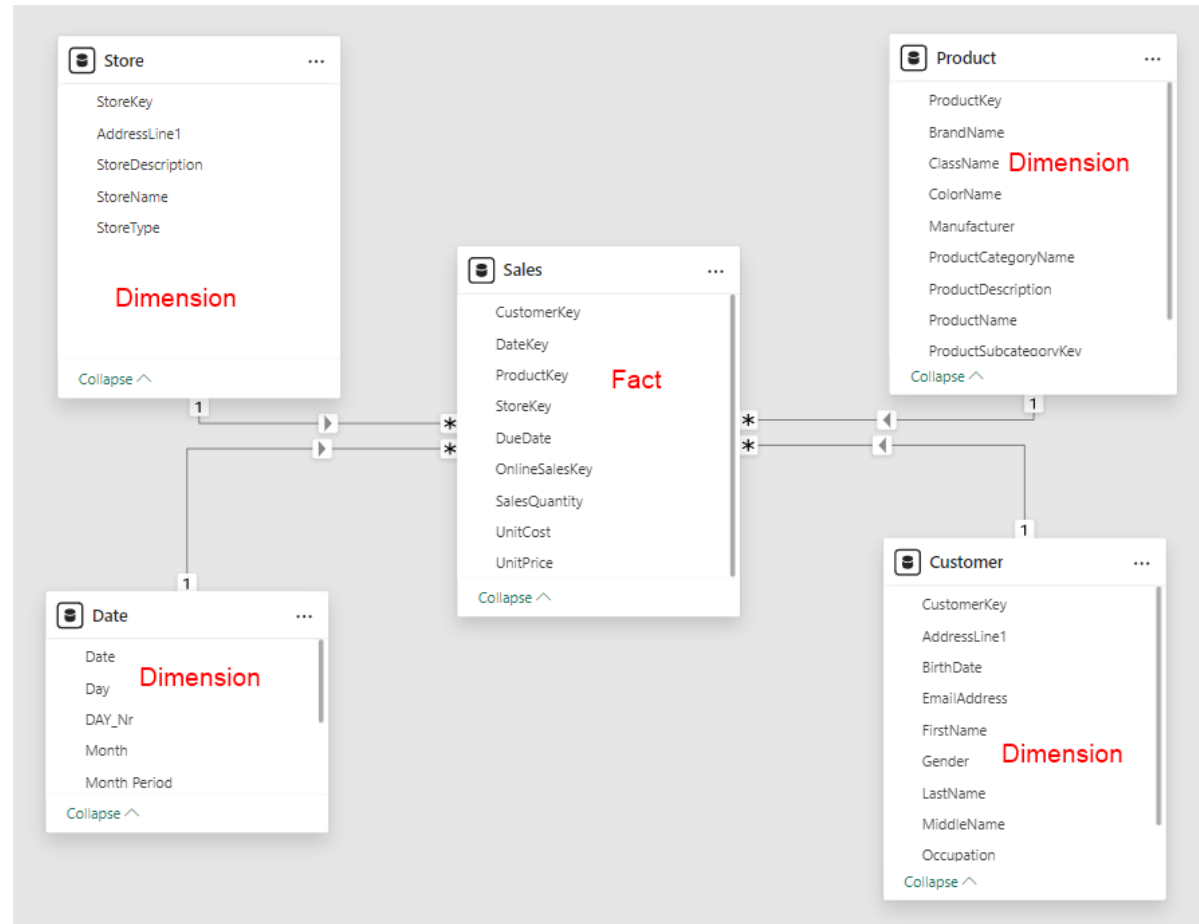 Store
...
StoreKey
AddressLine1
StoreDescription
StoreName
StoreType
Dimension
Collapse
Product
...
ProductKey
BrandName
ClassName
Dimension
ColorName
Manufacturer
ProductCategoryName
ProductDescription
ProductName
ProductSubcategoryKey
Collapse
Sales
...
CustomerKey
DateKey
ProductKey
Fact
StoreKey
DueDate
OnlineSalesKey
SalesQuantity
UnitCost
UnitPrice
Collapse
1
*
*
1
1
*
*
1
Date
...
Date
Dimension
Day
DAY_Nr
Month
Month Period
Collapse
Customer
...
CustomerKey
AddressLine1
BirthDate
EmailAddress
FirstName
Gender
Dimension
LastName
MiddleName
Occupation
Collapse